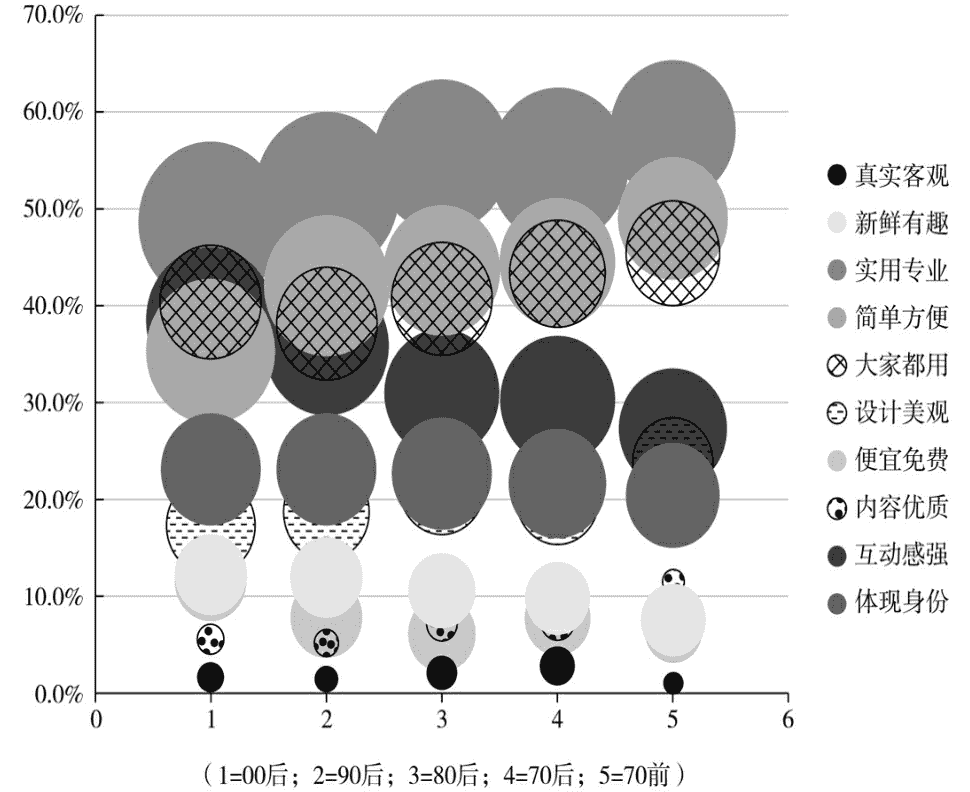 70.0%
60.0%
50.0%
40.0%
30.0%
20.0%
10.0%
0.0%
0 1 2 3 4 5 6
真实客观
新鲜有趣
实用专业
简单方便
大家都用
设计美观
便宜免费
内容优质
互动感强
体现身份
（1=00后；2=90后；3=80后；4=70后；5=70前）